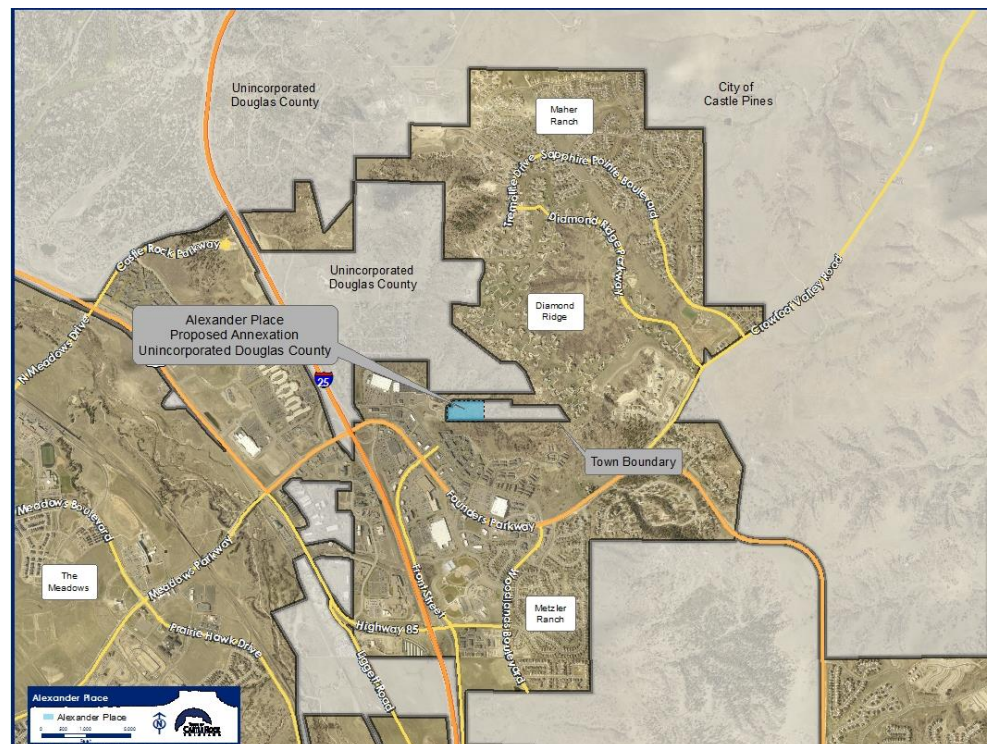 Unincorporated
Douglas County
City of
Castle Pines
Maher
Ranch
Tremolite Drive
Sapphire Pointe Boulevard
Diamond Ridge Parkway
Castle Rock Parkway
Unincorporated
Douglas County
Crowfoot Valley Road
N Meadows Drive
Diamond
Ridge
Alexander Place
Proposed Annexation
Unincorporated Douglas County
25
Town Boundary
Meadows Boulevard
Founders Parkway
Meadows Parkway
The
Meadows
Front Street
Woodlands Boulevard
Metzler
Ranch
Highway 85
Prairie Hawk Drive
Liggett Road
Alexander Place
Alexander Place
N